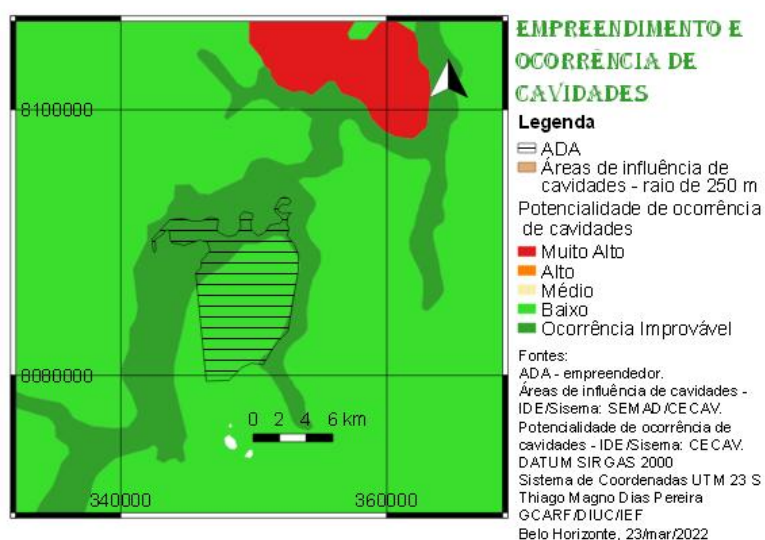 EMPREENDIMENTO E
OCORRÊNCIA DE
CAVIDADES
Legenda
ADA
Áreas de influência de
cavidades - raio de 250 m
Potencialidade de ocorrência
de cavidades
Muito Alto
Alto
Médio
Baixo
Ocorrência Improvável
Fontes:
ADA - empreendedor.
Áreas de influência de cavidades -
IDE/Sisema: SEMAD/CECAV.
Potencialidade de ocorrência de
cavidades - IDE/Sisema: CECAV.
DATUM SIRGAS 2000
Sistema de Coordenadas UTM 23 S
Thiago Magno Dias Pereira
GCARF/DIUC/IEF
Belo Horizonte, 23/mar/2022
8100000
8080000
0 2 4 6 km
340000
360000